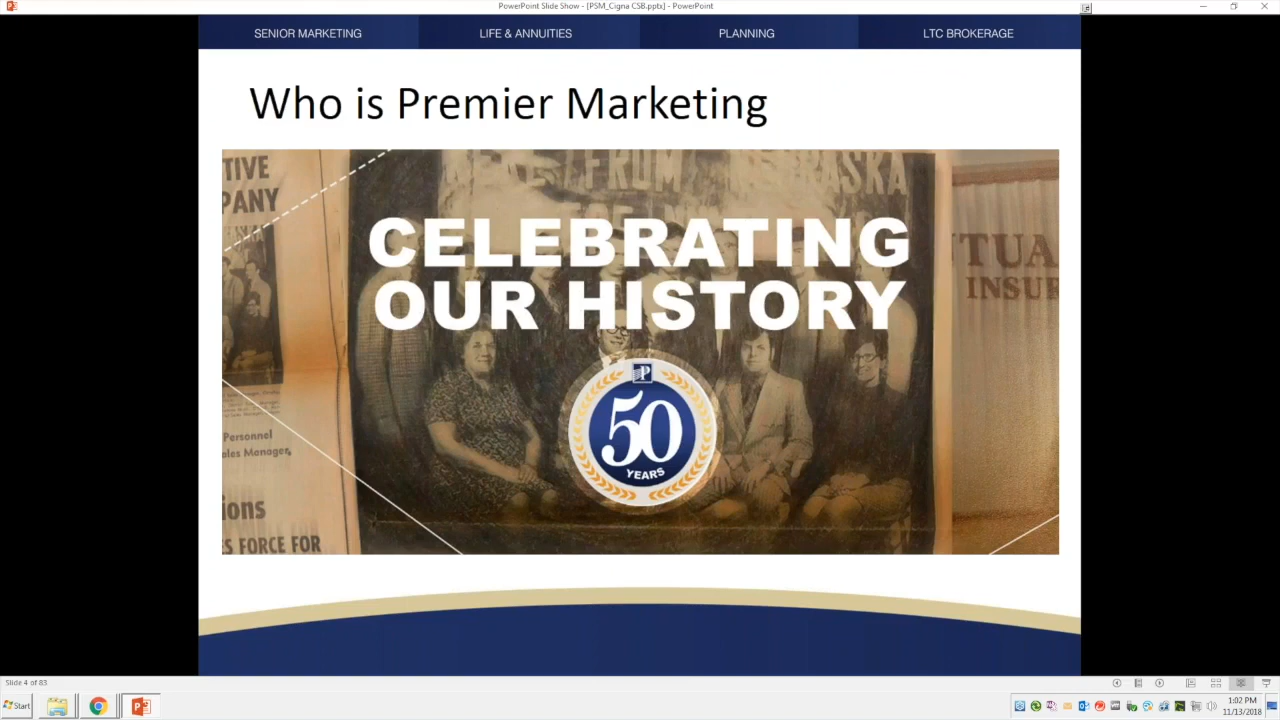 PowerPoint Slide Show - [PSM_Cigna CSB.pptx] - PowerPoint
SENIOR MARKETING
LIFE & ANNUITIES
PLANNING
LTC BROKERAGE
Who is Premier Marketing
TIVE
PANY
FROM NEBRASKA
CELEBRATING
OUR HISTORY
TUA
INSUR
P
50
YEARS
Personnel
ales Manager,
ions
S FORCE FOR
Slide 4 of 83
Start
1:02 PM
11/13/2018